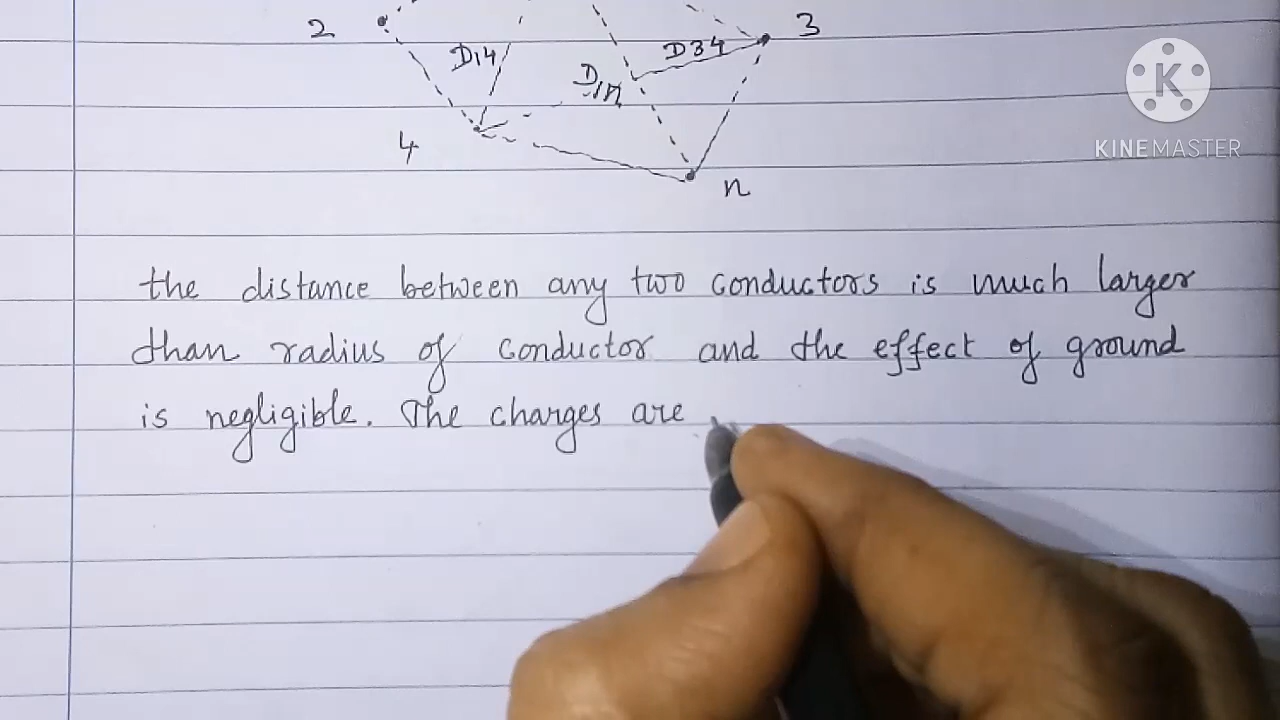 2
3
D14
D34
D1n
4
n
K
KINEMASTER
the distance between any two conductors is much larger
than radius of conductor and the effect of ground
is negligible. The charges are